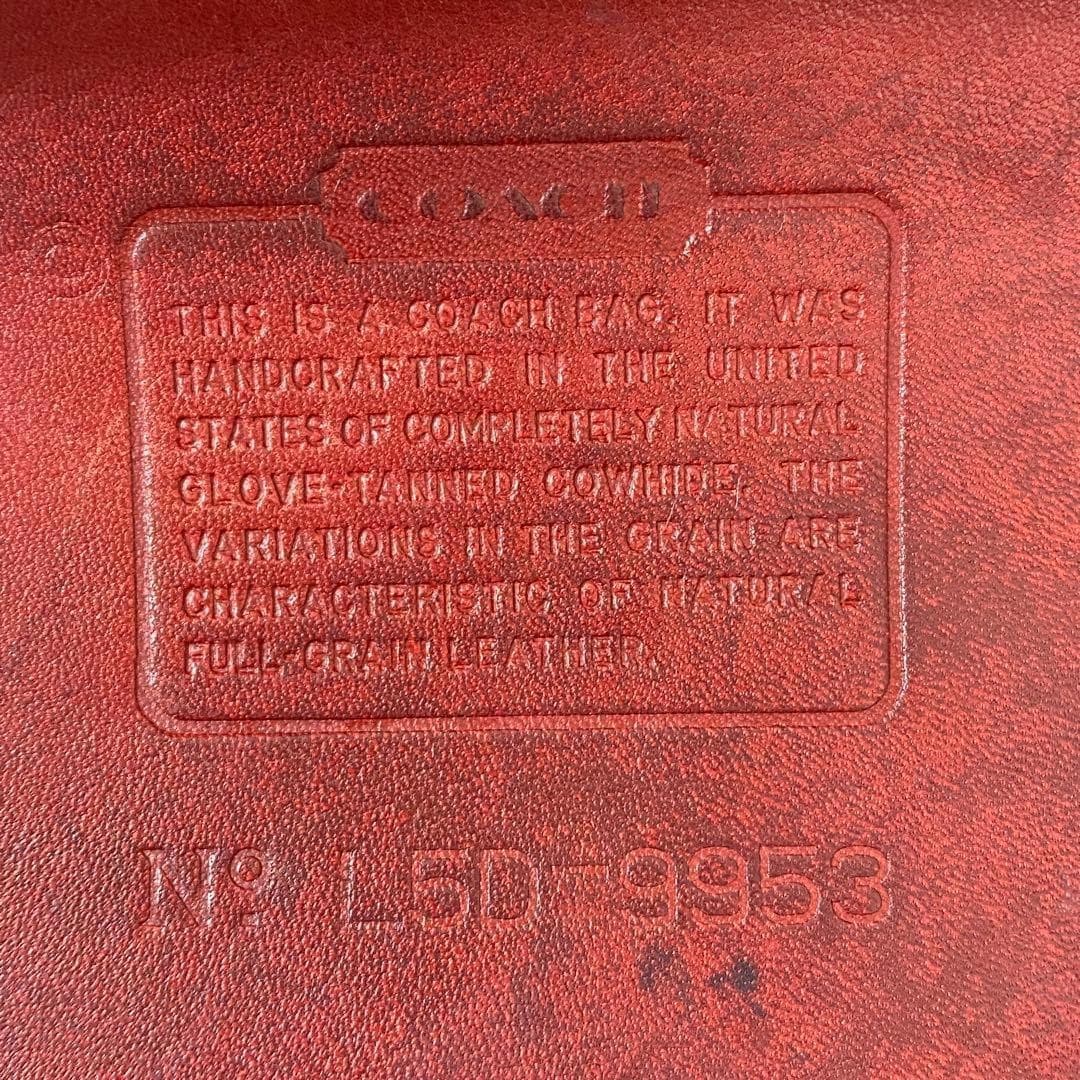 COACH
THIS IS A COACH BAG. IT WAS
HANDCRAFTED IN THE UNITED
STATES OF COMPLETELY NATURAL
GLOVE-TANNED COWHIDE. THE
VARIATIONS IN THE GRAIN ARE
CHARACTERISTIC OF NATURAL
FULL-GRAIN LEATHER.
Nº L5D-9953